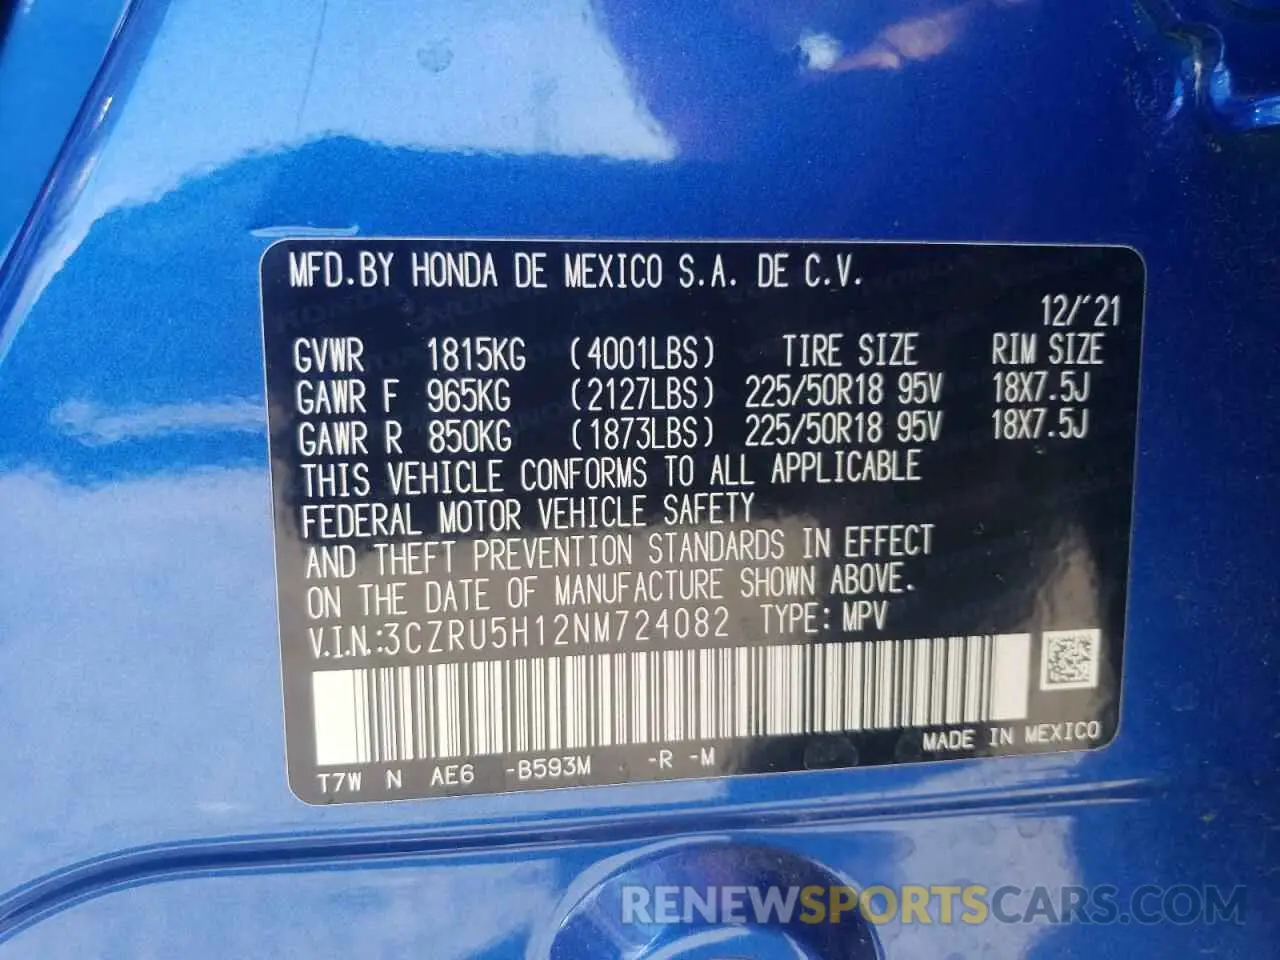 MFD.BY HONDA DE MEXICO S.A. DE C.V.
12/'21
GVWR 1815KG (4001LBS) TIRE SIZE RIM SIZE
GAWR F 965KG (2127LBS) 225/50R18 95V 18X7.5J
GAWR R 850KG (1873LBS) 225/50R18 95V 18X7.5J
THIS VEHICLE CONFORMS TO ALL APPLICABLE
FEDERAL MOTOR VEHICLE SAFETY
AND THEFT PREVENTION STANDARDS IN EFFECT
ON THE DATE OF MANUFACTURE SHOWN ABOVE.
V.I.N.:3CZRU5H12NM724082 TYPE: MPV
MADE IN MEXICO
T7W N AE6 -B593M -R -M
RENEWSPORTSCARS.COM